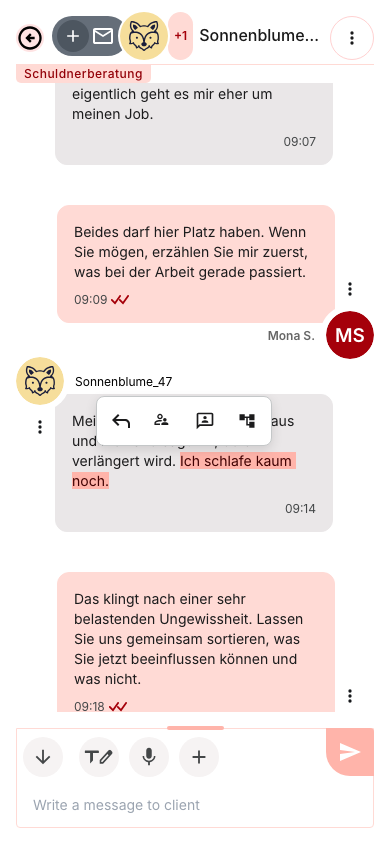 +1
Sonnenblume...
Schuldnerberatung
eigentlich geht es mir eher um
meinen Job.
09:07
Beides darf hier Platz haben. Wenn
Sie mögen, erzählen Sie mir zuerst,
was bei der Arbeit gerade passiert.
09:09
Mona S.
MS
Sonnenblume_47
aus
und
verlängert wird. Ich schlafe kaum
noch.
09:14
Das klingt nach einer sehr
belastenden Ungewissheit. Lassen
Sie uns gemeinsam sortieren, was
Sie jetzt beeinflussen können und
was nicht.
09:18
Write a message to client